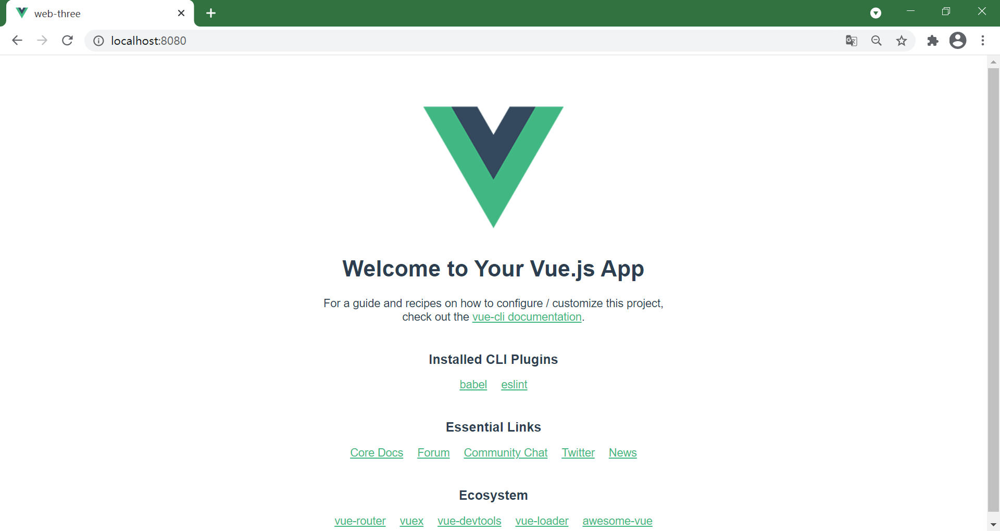 web-three
localhost:8080
Welcome to Your Vue.js App
For a guide and recipes on how to configure / customize this project,
check out the vue-cli documentation.
Installed CLI Plugins
babel eslint
Essential Links
Core Docs Forum Community Chat Twitter News
Ecosystem
vue-router vuex vue-devtools vue-loader awesome-vue